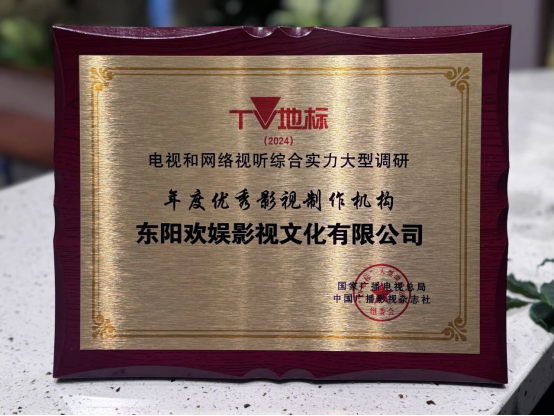 TV地标
(2024)
电视和网络视听综合实力大型调研
年度优秀影视制作机构
东阳欢娱影视文化有限公司
国家广播电视总局
中国广播影视杂志社
组委会